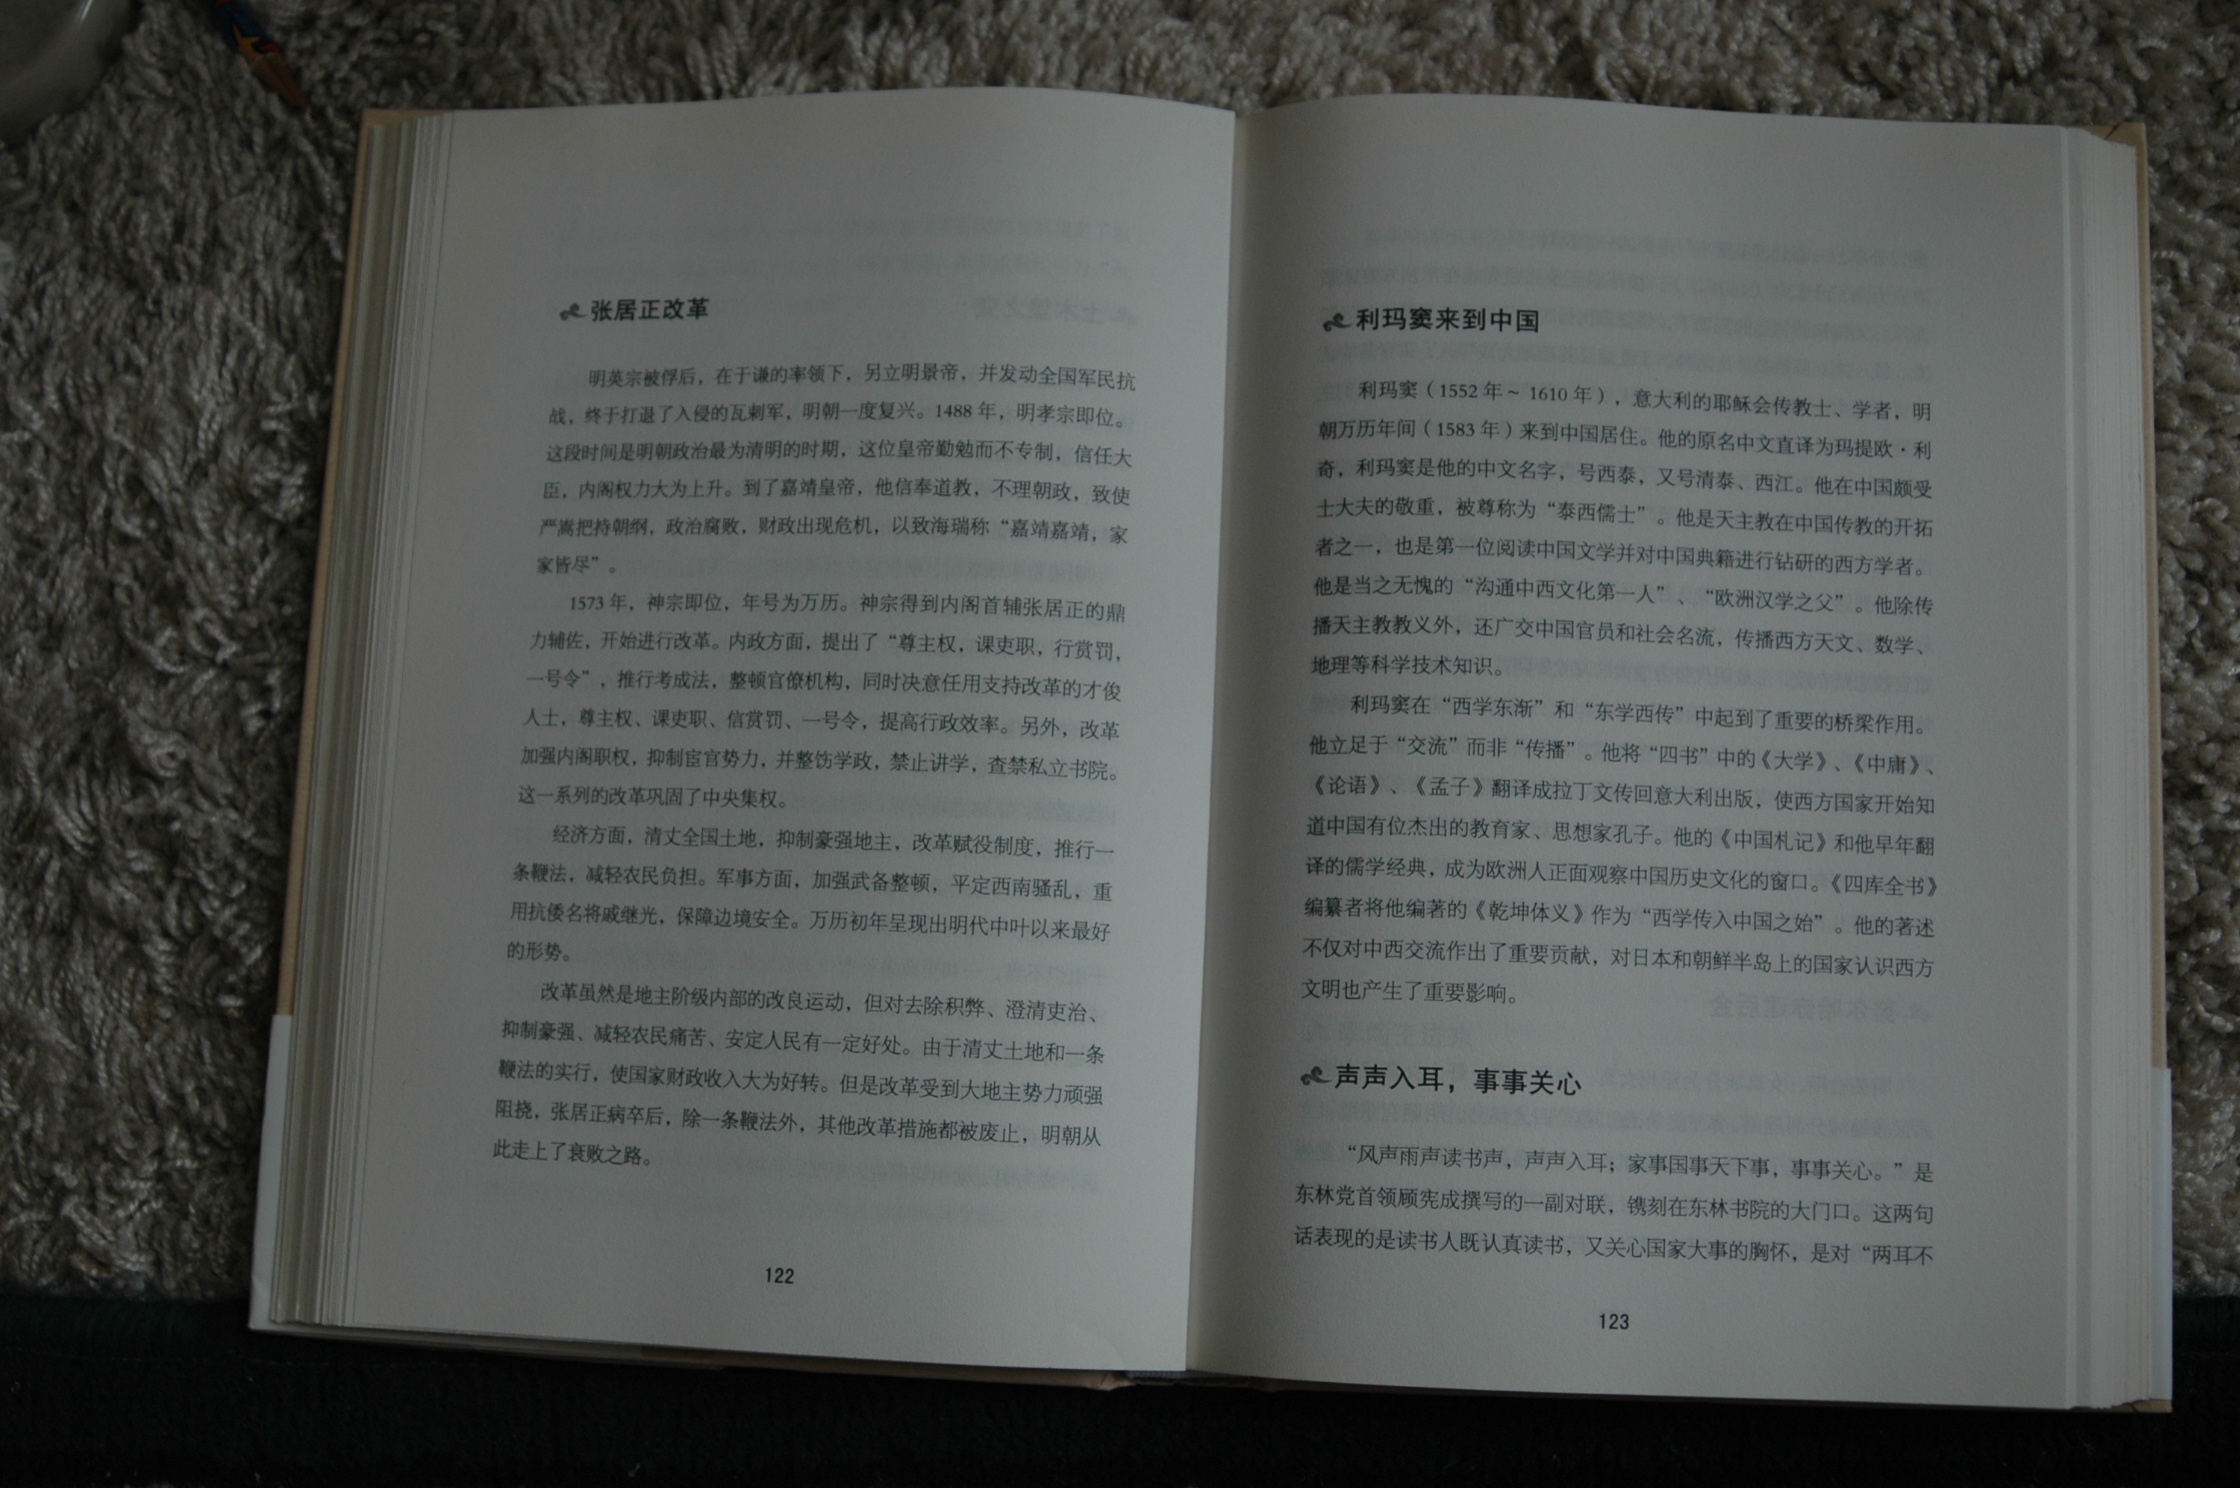 张居正改革
明英宗被俘后，在于谦的率领下，另立明景帝，并发动全国军民抗
战，终于打退了入侵的瓦剌军，明朝一度复兴。1488 年，明孝宗即位。
这段时间是明朝政治最为清明的时期，这位皇帝勤勉而不专制，信任大
臣，内阁权力大为上升。到了嘉靖皇帝，他信奉道教，不理朝政，致使
严嵩把持朝纲，政治腐败，财政出现危机，以致海瑞称“嘉靖嘉靖，家
家皆尽”。
1573 年，神宗即位，年号为万历。神宗得到内阁首辅张居正的鼎
力辅佐，开始进行改革。内政方面，提出了“尊主权，课吏职，行赏罚，
一号令”，推行考成法，整顿官僚机构，同时决意任用支持改革的才俊
人士，尊主权、课吏职、信赏罚、一号令，提高行政效率。另外，改革
加强内阁职权，抑制宦官势力，并整饬学政，禁止讲学，查禁私立书院。
这一系列的改革巩固了中央集权。
经济方面，清丈全国土地，抑制豪强地主，改革赋役制度，推行一
条鞭法，减轻农民负担。军事方面，加强武备整顿，平定西南骚乱，重
用抗倭名将戚继光，保障边境安全。万历初年呈现出明代中叶以来最好
的形势。
改革虽然是地主阶级内部的改良运动，但对去除积弊、澄清吏治、
抑制豪强、减轻农民痛苦、安定人民有一定好处。由于清丈土地和一条
鞭法的实行，使国家财政收入大为好转。但是改革受到大地主势力顽强
阻挠，张居正病卒后，除一条鞭法外，其他改革措施都被废止，明朝从
此走上了衰败之路。
122
利玛窦来到中国
利玛窦（1552 年～ 1610 年），意大利的耶稣会传教士、学者，明
朝万历年间（1583 年）来到中国居住。他的原名中文直译为玛提欧·利
奇，利玛窦是他的中文名字，号西泰，又号清泰、西江。他在中国颇受
士大夫的敬重，被尊称为“泰西儒士”。他是天主教在中国传教的开拓
者之一，也是第一位阅读中国文学并对中国典籍进行钻研的西方学者。
他是当之无愧的“沟通中西文化第一人”、“欧洲汉学之父”。他除传
播天主教教义外，还广交中国官员和社会名流，传播西方天文、数学、
地理等科学技术知识。
利玛窦在“西学东渐”和“东学西传”中起到了重要的桥梁作用。
他立足于“交流”而非“传播”。他将“四书”中的《大学》、《中庸》、
《论语》、《孟子》翻译成拉丁文传回意大利出版，使西方国家开始知
道中国有位杰出的教育家、思想家孔子。他的《中国札记》和他早年翻
译的儒学经典，成为欧洲人正面观察中国历史文化的窗口。《四库全书》
编纂者将他编著的《乾坤体义》作为“西学传入中国之始”。他的著述
不仅对中西交流作出了重要贡献，对日本和朝鲜半岛上的国家认识西方
文明也产生了重要影响。
声声入耳，事事关心
“风声雨声读书声，声声入耳；家事国事天下事，事事关心。”是
东林党首领顾宪成撰写的一副对联，镌刻在东林书院的大门口。这两句
话表现的是读书人既认真读书，又关心国家大事的胸怀，是对“两耳不
123